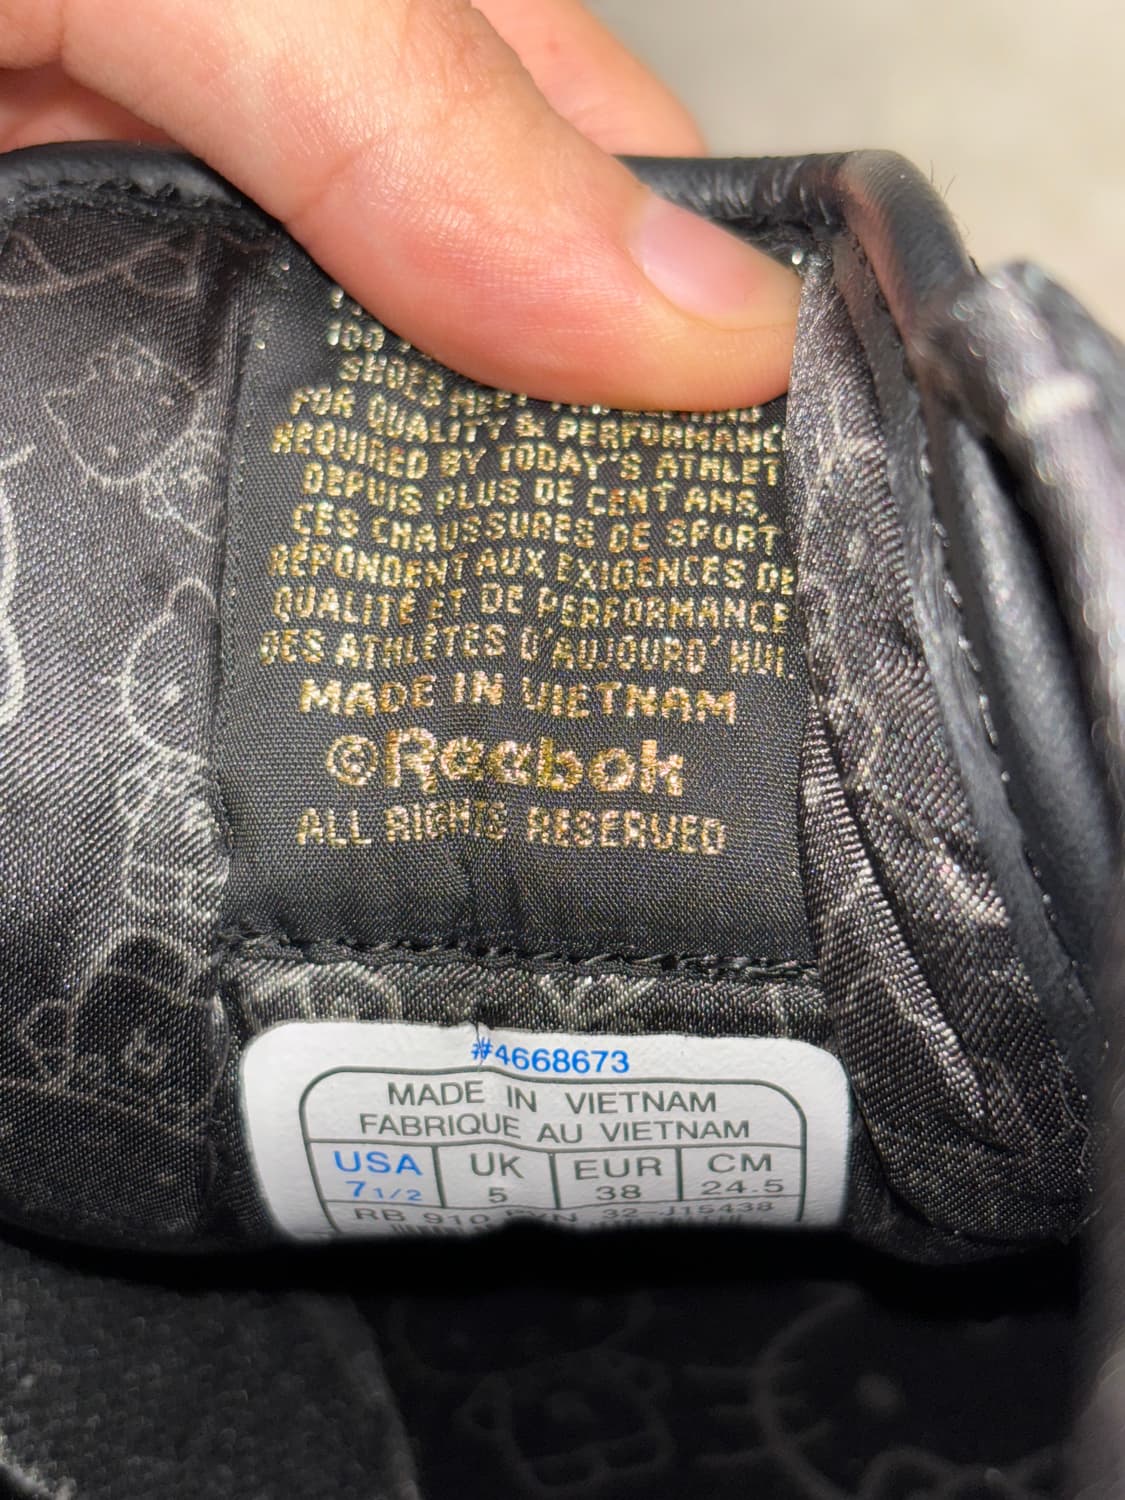 100
SHOES MEET
FOR QUALITY & PERFORMANC
REQUIRED BY TODAY'S ATHLET
DEPUIS PLUS DE CENT ANS,
CES CHAUSSURES DE SPORT
RÉPONDENT AUX EXIGENCES DE
QUALITÉ ET DE PERFORMANCE
DES ATHLÈTES D'AUJOURD'HUI.
MADE IN VIETNAM
©Reebok
ALL RIGHTS RESERVED
#4668673
MADE IN VIETNAM
FABRIQUE AU VIETNAM
USA UK EUR CM
7 1/2 5 38 24.5
RB 910 32-J15438